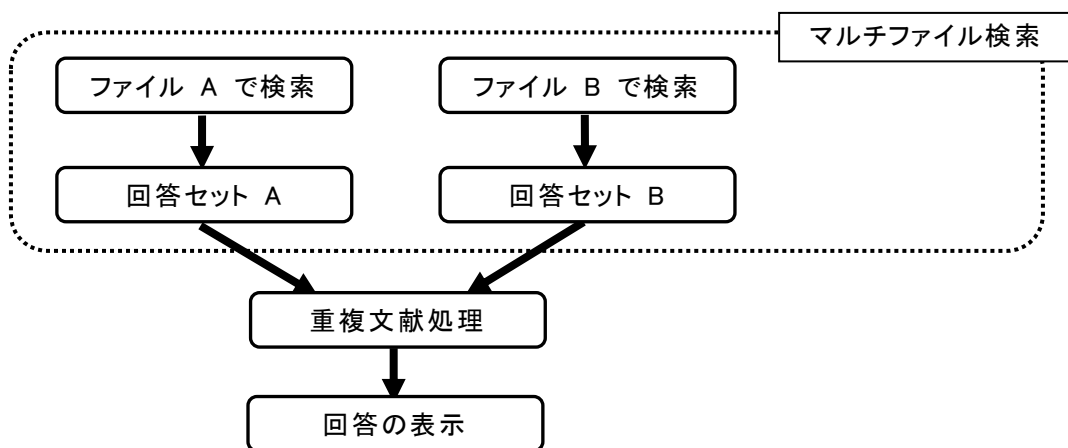 マルチファイル検索
ファイル A で検索
ファイル B で検索
回答セット A
回答セット B
重複文献処理
回答の表示